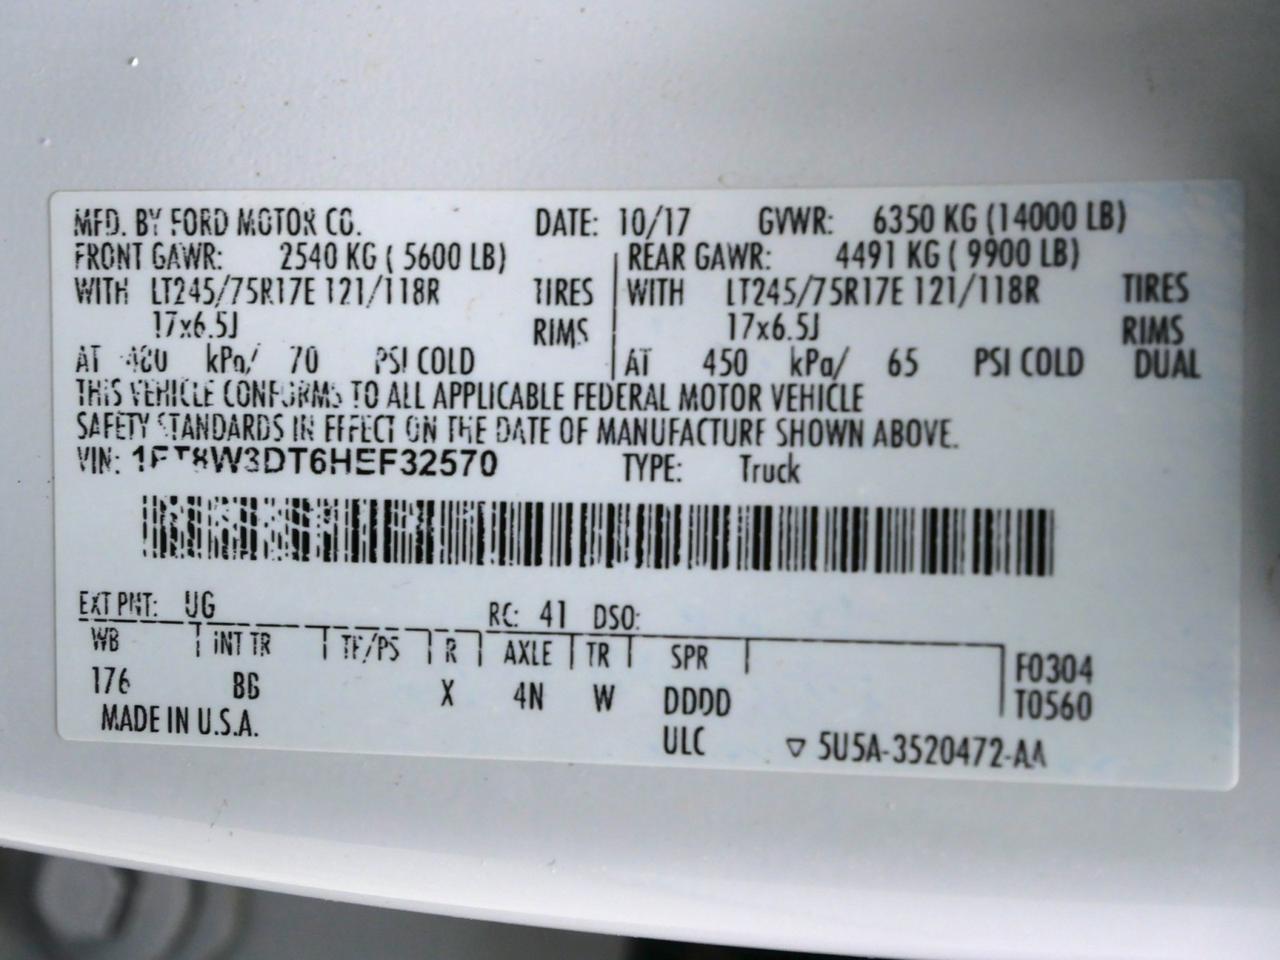 MFD. BY FORD MOTOR CO. DATE: 10/17 GVWR: 6350 KG (14000 LB)
FRONT GAWR: 2540 KG ( 5600 LB) REAR GAWR: 4491 KG ( 9900 LB)
WITH LT245/75R17E 121/118R TIRES WITH LT245/75R17E 121/118R TIRES
17x6.5J RIMS 17x6.5J RIMS
AT 480 kPa/ 70 PSI COLD AT 450 kPa/ 65 PSI COLD DUAL
THIS VEHICLE CONFORMS TO ALL APPLICABLE FEDERAL MOTOR VEHICLE
SAFETY STANDARDS IN EFFECT ON THE DATE OF MANUFACTURE SHOWN ABOVE.
VIN: 1FT8W3DT6HEF32570 TYPE: Truck
EXT PNT: UG RC: 41 DSO:
WB INT TR TP/PS R AXLE TR SPR F0304
176 BG X 4N W DDDD T0560
MADE IN U.S.A. ULC ▽ 5U5A-3520472-AA